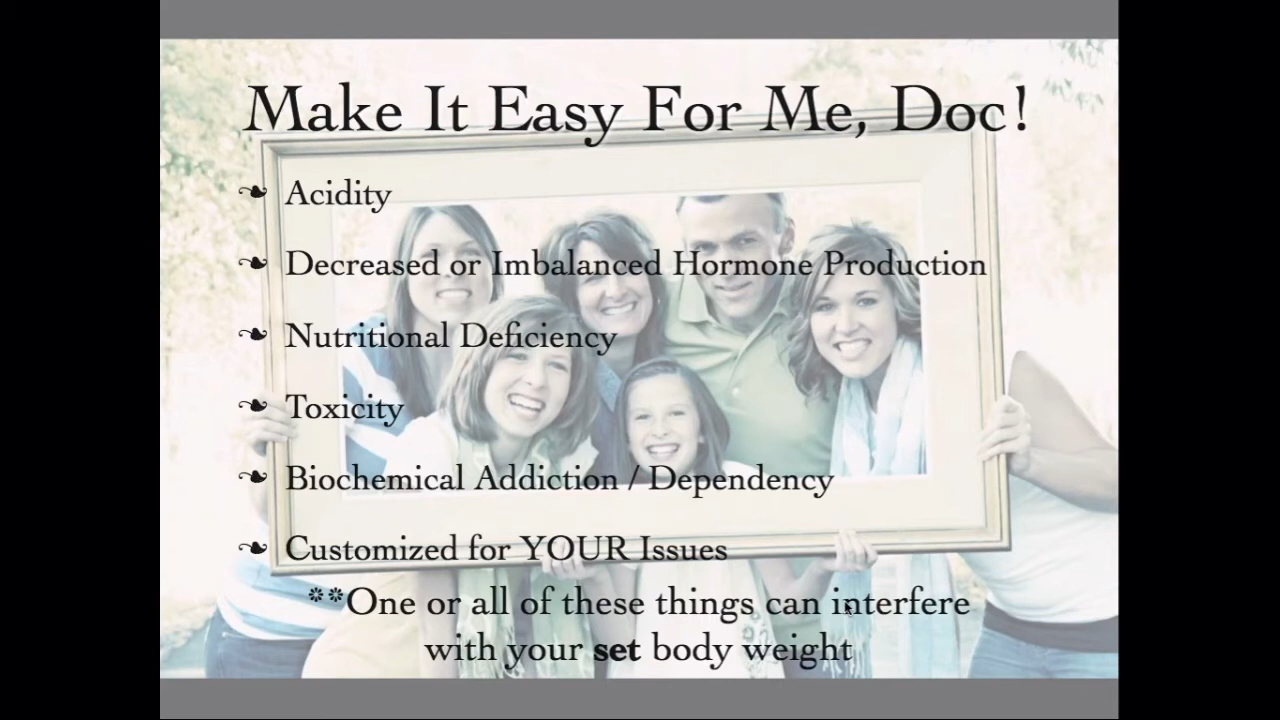 Make It Easy For Me, Doc!
Acidity
Decreased or Imbalanced Hormone Production
Nutritional Deficiency
Toxicity
Biochemical Addiction / Dependency
Customized for YOUR Issues
**One or all of these things can interfere
with your set body weight